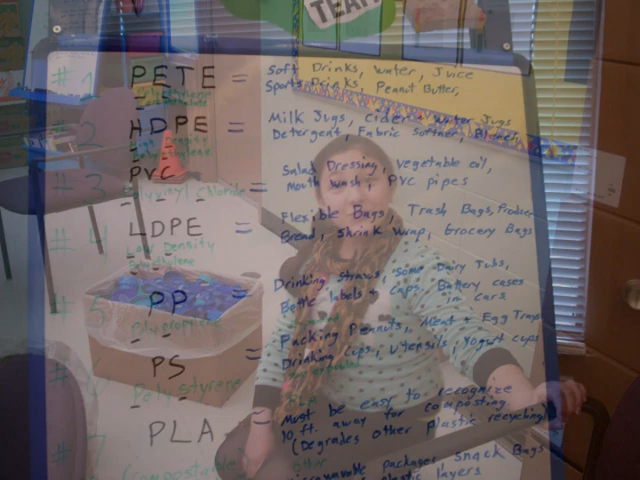 TEAM
#1 PETE = Soft Drinks, Water, Juice
Sports Drinks, Peanut Butter,
#2 HDPE = Milk Jugs, Cider & Water Jugs
Detergent, Fabric Softner,
#3 PVC = Salad Dressing, Vegetable oil,
Polyvinyl Chloride Mouth wash, PVC pipes
#4 LDPE = Flexible Bags, Trash Bags, Produce
Low Density Bread, Shrink Wrap, Grocery Bags
Polyethylene
#5 PP = Drinking Straws, Some Dairy Tubs,
Polypropylene Bottle labels & Caps, Battery cases
in cars
PS = Packing Peanuts, Meat & Egg Trays
Polystyrene Drinking Cups, Utensils, Yogurt cups
#7 PLA = Must be easy to recognize
(compostable) 10 ft. away for composting.
(Degrades other plastic recycling)
Other
microwavable packages, Snack Bags
plastic layers